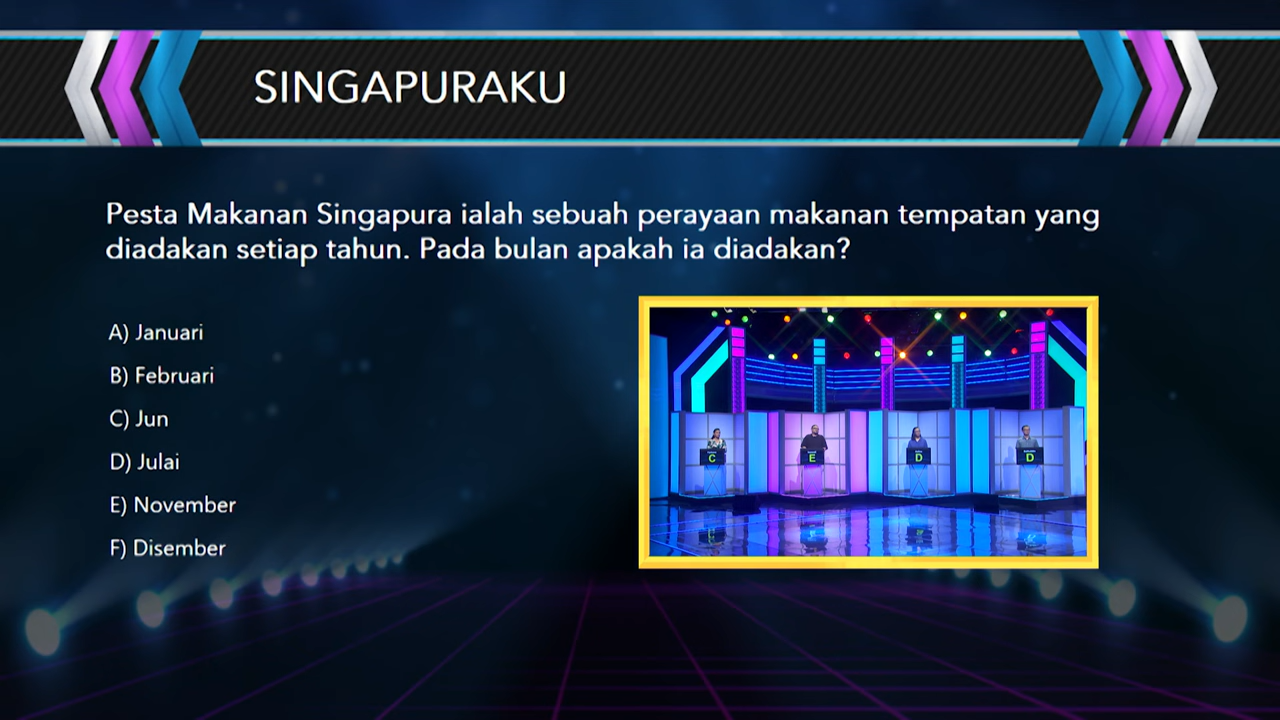 SINGAPURAKU
Pesta Makanan Singapura ialah sebuah perayaan makanan tempatan yang
diadakan setiap tahun. Pada bulan apakah ia diadakan?
A) Januari
B) Februari
C) Jun
D) Julai
E) November
F) Disember
C E D D